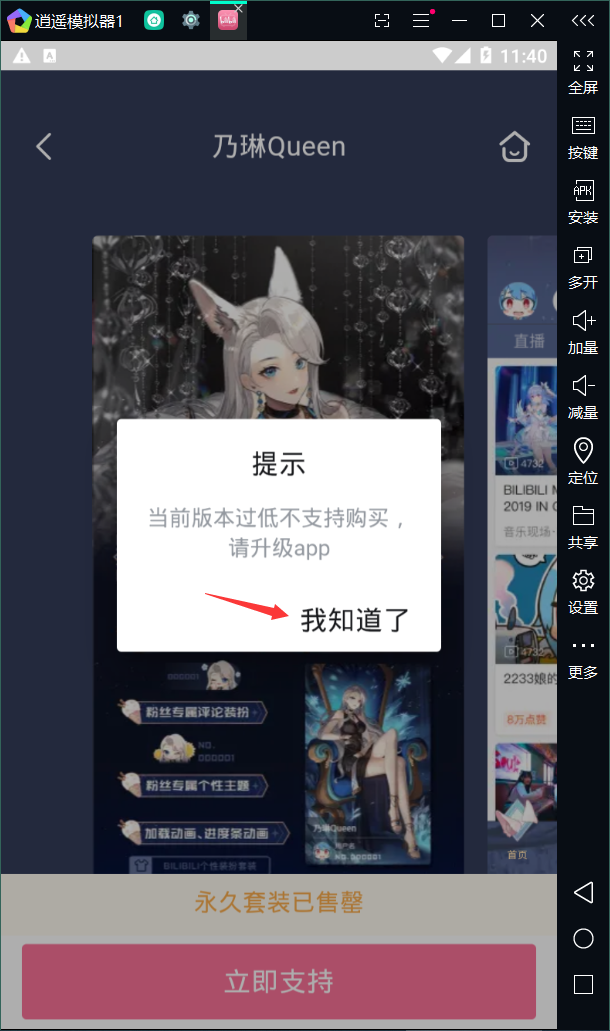 逍遥模拟器1
11:40
全屏
按键
安装
多开
加量
减量
定位
共享
设置
更多
乃琳Queen
直播
4732
BILIBILI M
2019 IN
音乐现场·
4732
2233娘的
8万点赞
首页
提示
当前版本过低不支持购买，
请升级app
我知道了
000001
粉丝专属评论装扮
NO.
000001
粉丝专属个性主题
加载动画、进度条动画
BILIBILI个性装扮套装
乃琳Queen
用户名
NO. 000001
永久套装已售罄
立即支持